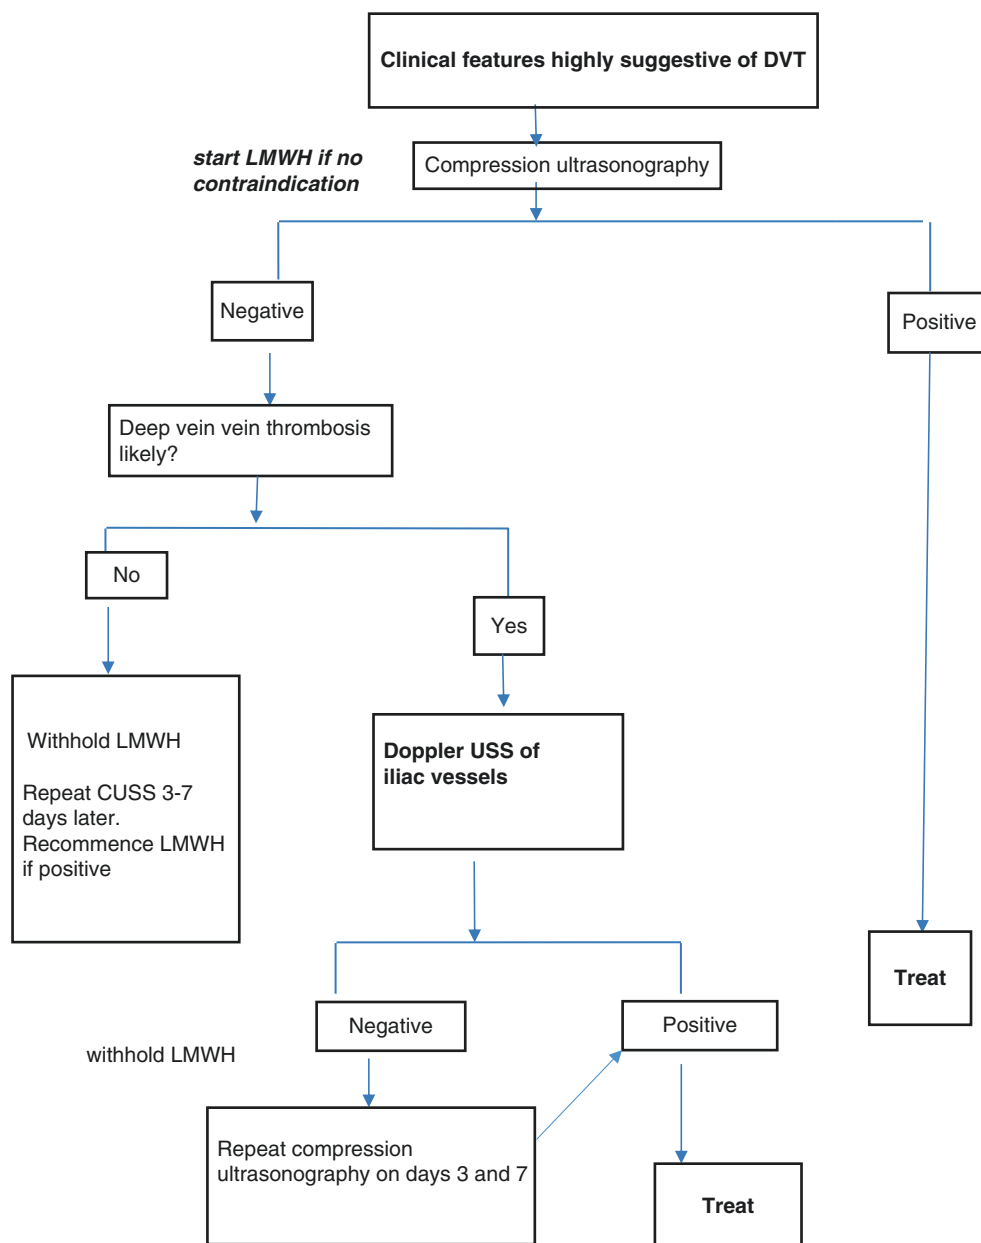 Clinical features highly suggestive of DVT
start LMWH if no
contraindication
Compression ultrasonography
Negative
Positive
Deep vein vein thrombosis
likely?
No
Yes
Withhold LMWH
Repeat CUSS 3-7
days later.
Recommence LMWH
if positive
Doppler USS of
iliac vessels
Treat
Negative
Positive
withhold LMWH
Repeat compression
ultrasonography on days 3 and 7
Treat